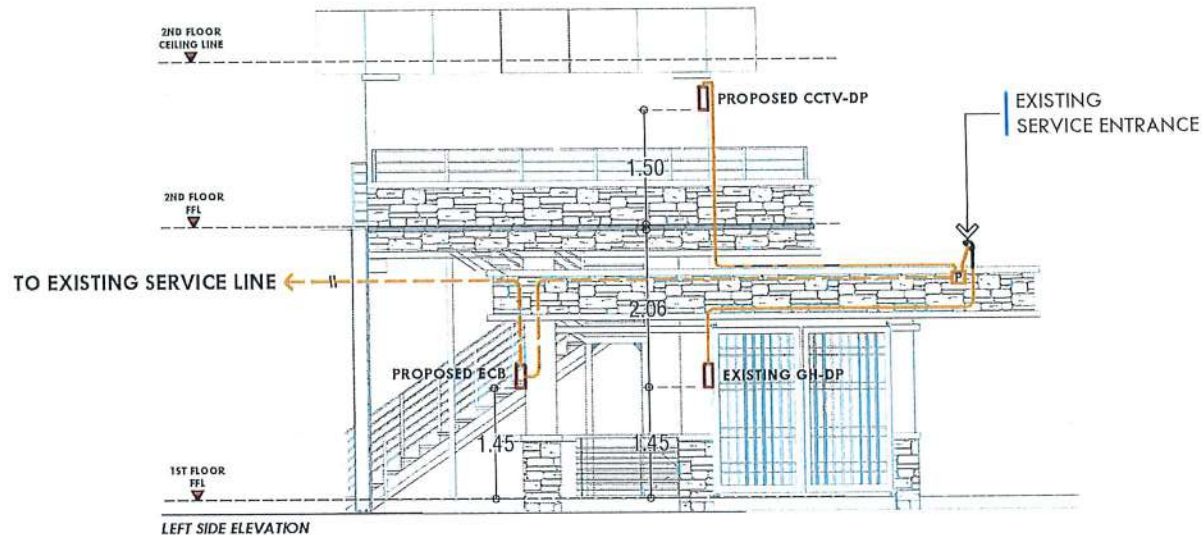 2ND FLOOR
CEILING LINE
PROPOSED CCTV-DP
EXISTING
SERVICE ENTRANCE
1.50
2ND FLOOR
FFL
P
TO EXISTING SERVICE LINE
2.06
PROPOSED ECB
EXISTING GH-DP
1.45
1.45
1ST FLOOR
FFL
LEFT SIDE ELEVATION